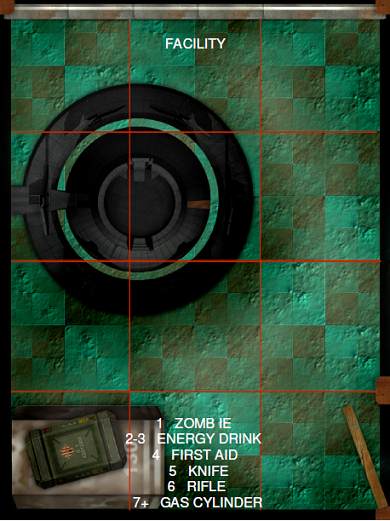 FACILITY
1 ZOMB IE
2-3 ENERGY DRINK
4 FIRST AID
5 KNIFE
6 RIFLE
7+ GAS CYLINDER